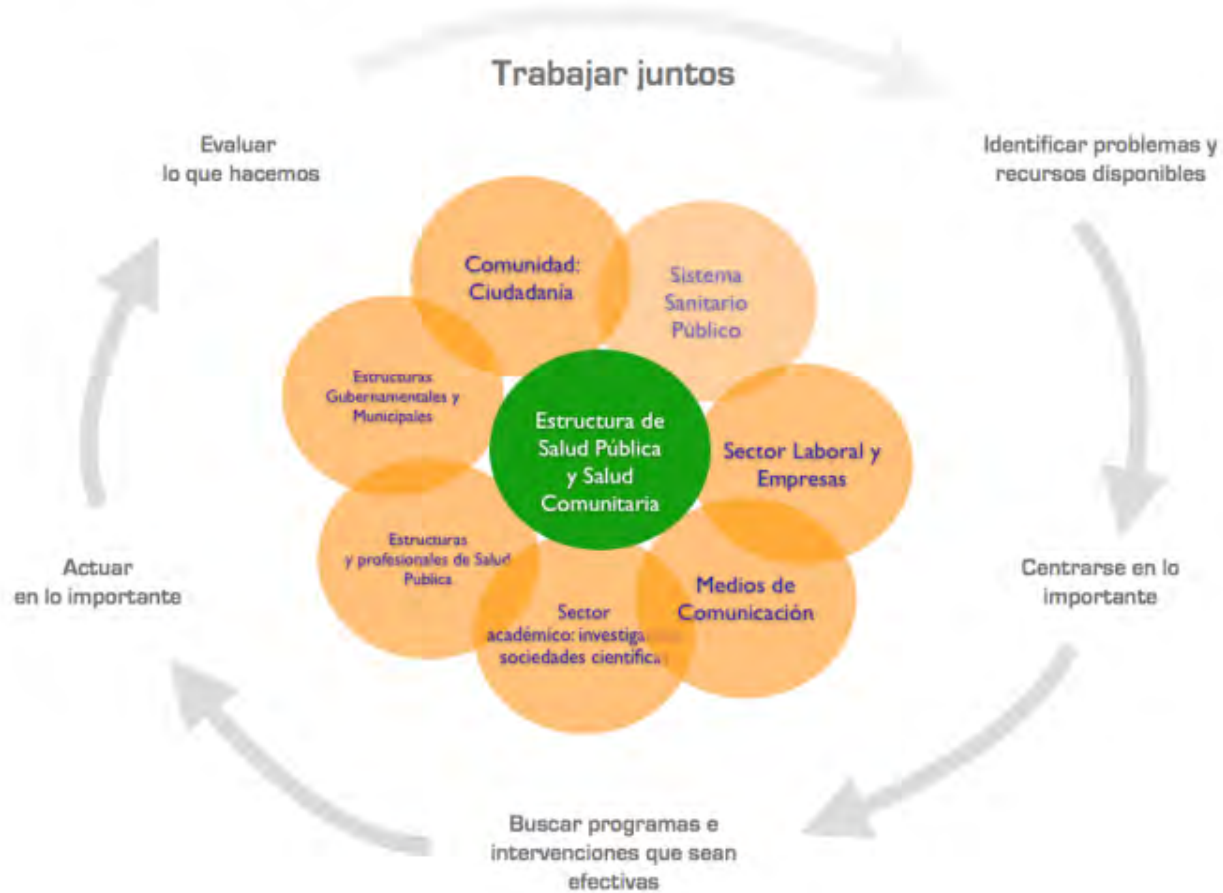 Trabajar juntos
Evaluar
lo que hacemos
Identificar problemas y
recursos disponibles
Comunidad:
Ciudadanía
Sistema
Sanitario
Público
Estructuras
Gubernamentales y
Municipales
Estructura de
Salud Pública
y Salud
Comunitaria
Sector Laboral y
Empresas
Estructuras
y profesionales de Salud
Publica
Medios de
Comunicación
Sector
académico:
sociedades
Actuar
en lo importante
Centrarse en lo
importante
Buscar programas e
intervenciones que sean
efectivas